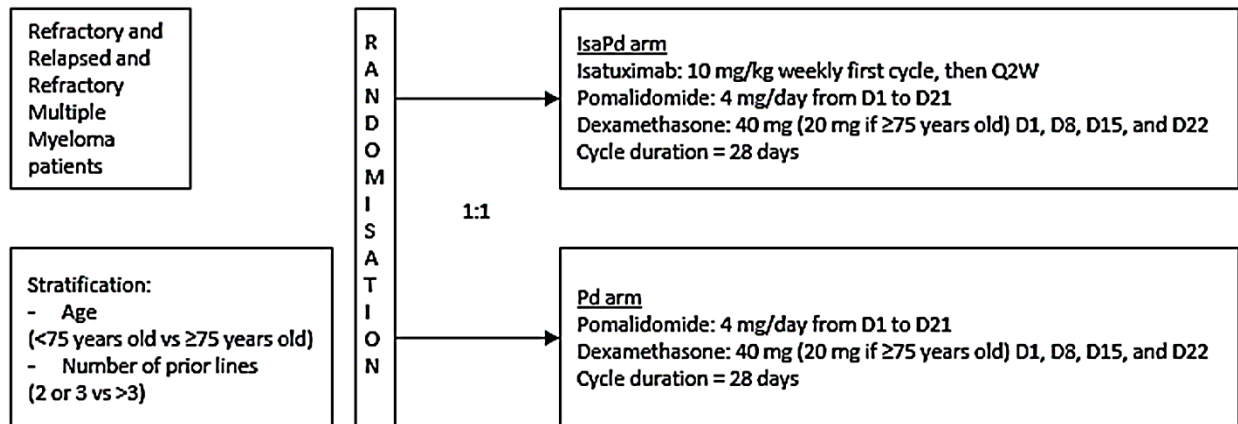 Refractory and
Relapsed and
Refractory
Multiple
Myeloma
patients
Stratification:
- Age
(<75 years old vs ≥75 years old)
- Number of prior lines
(2 or 3 vs >3)
RANDOMISATION
1:1
IsaPd arm
Isatuximab: 10 mg/kg weekly first cycle, then Q2W
Pomalidomide: 4 mg/day from D1 to D21
Dexamethasone: 40 mg (20 mg if ≥75 years old) D1, D8, D15, and D22
Cycle duration = 28 days
Pd arm
Pomalidomide: 4 mg/day from D1 to D21
Dexamethasone: 40 mg (20 mg if ≥75 years old) D1, D8, D15, and D22
Cycle duration = 28 days